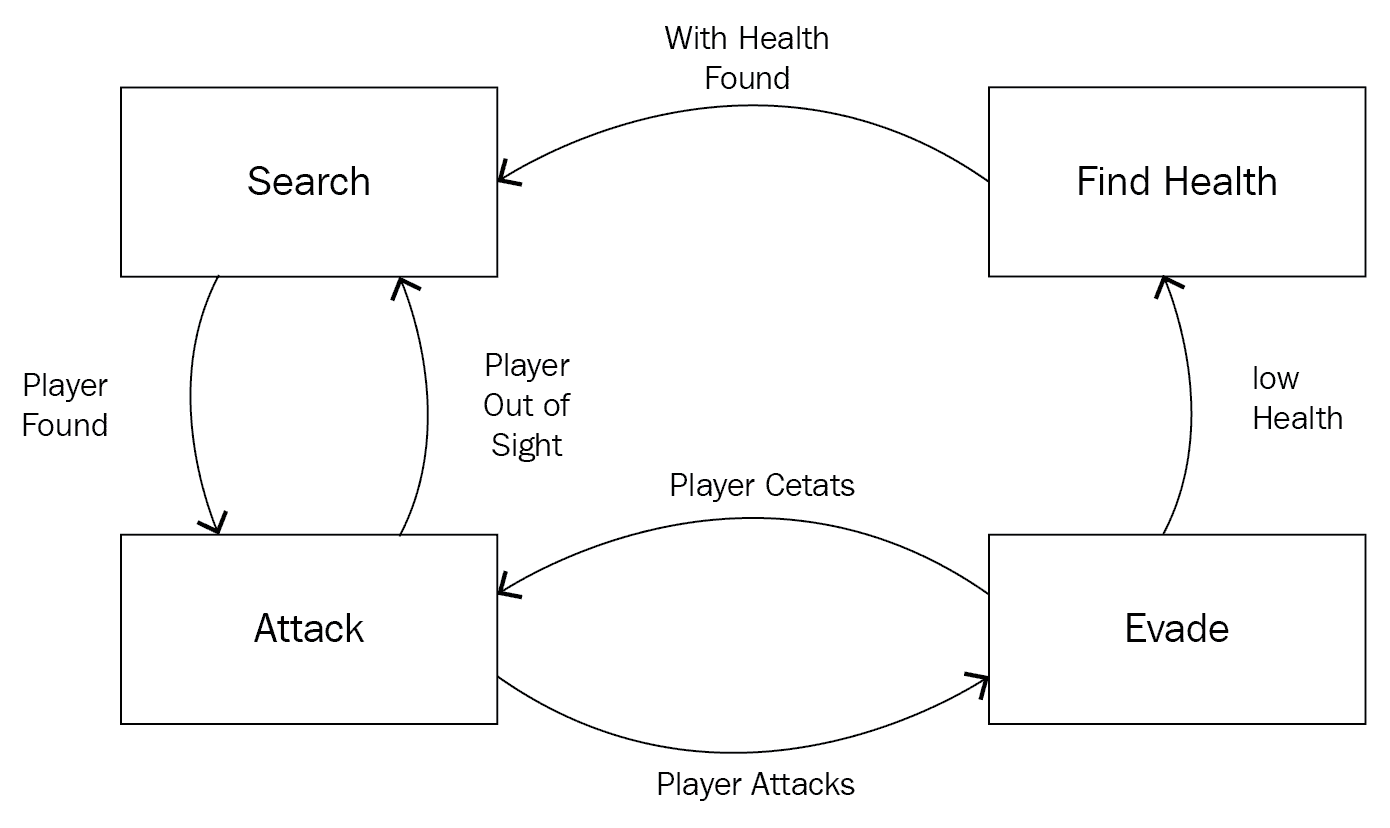 With Health
Found
Search
Find Health
Player
Found
Player
Out of
Sight
low
Health
Player Cetats
Attack
Evade
Player Attacks